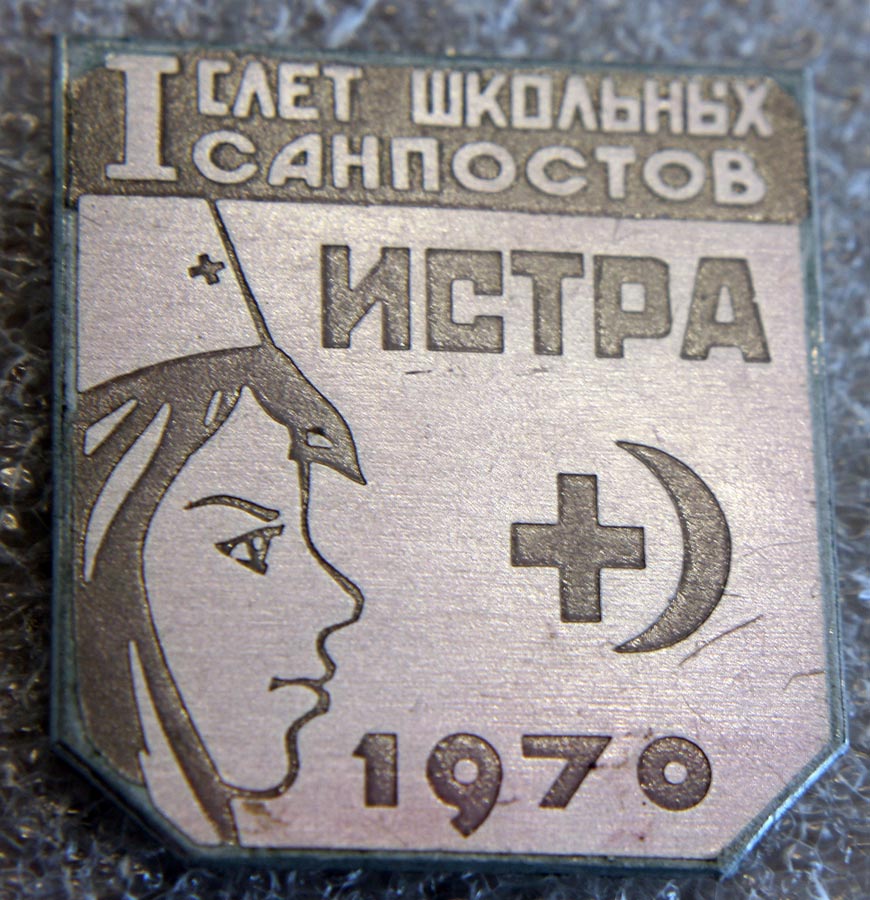 I СЛЕТ ШКОЛЬНЫХ
САНПОСТОВ
ИСТРА
1970